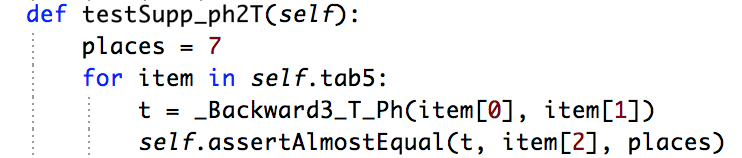 def testSupp_ph2T(self):
places = 7
for item in self.tab5:
t = _Backward3_T_Ph(item[0], item[1])
self.assertAlmostEqual(t, item[2], places)